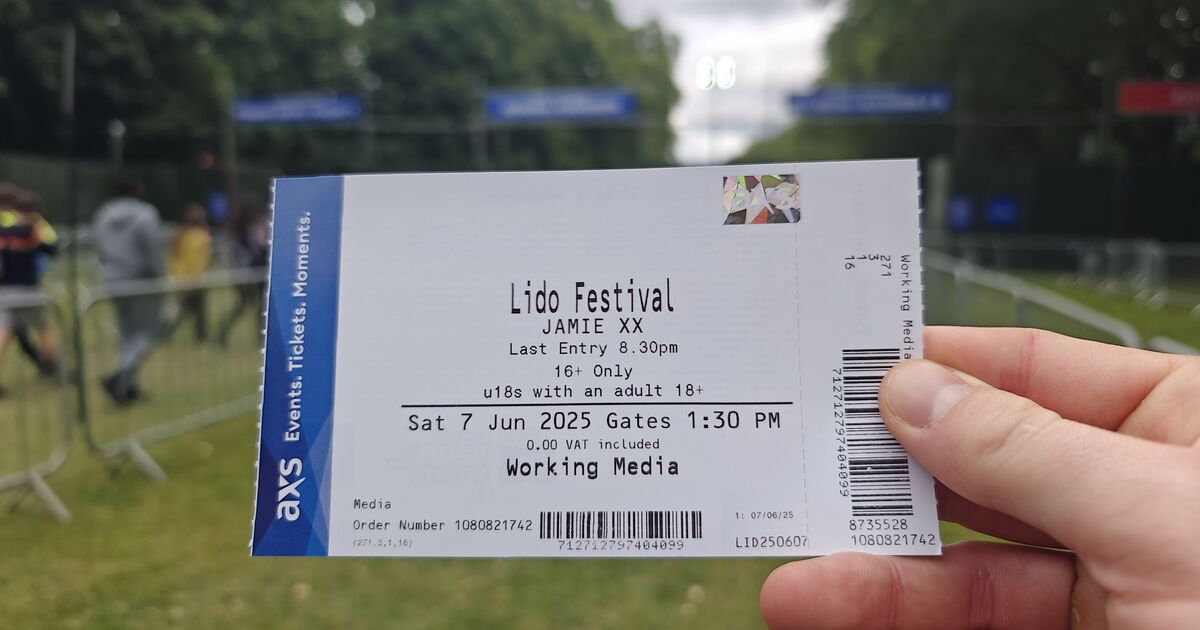 axs Events. Tickets. Moments.
Lido Festival
JAMIE XX
Last Entry 8.30pm
16+ Only
u18s with an adult 18+
Sat 7 Jun 2025 Gates 1:30 PM
0.00 VAT included
Working Media
Media
Order Number 1080821742
(271,3,1,16)
712712797404099
1: 07/06/25
LID250607
Working Media
271
3
1
16
712712797404099
8735528
1080821742